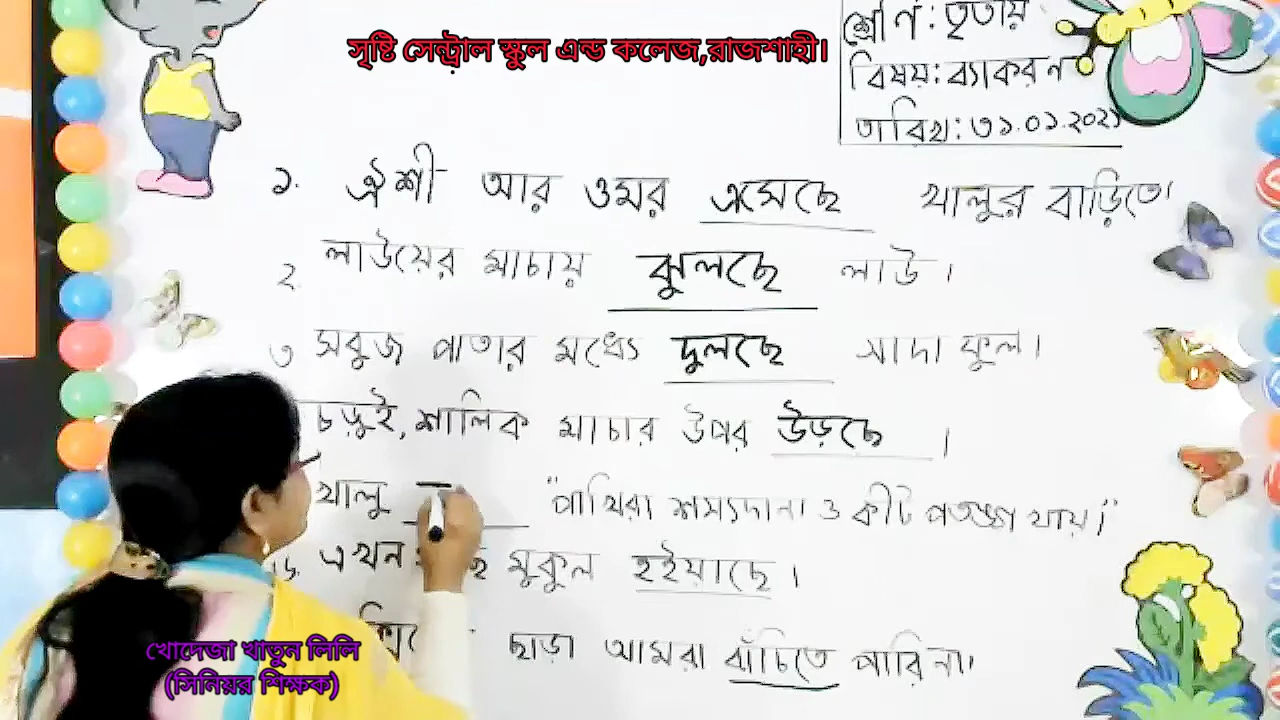 সৃষ্টি সেন্ট্রাল স্কুল এন্ড কলেজ,রাজশাহী।
শ্রেণি : তৃতীয়
বিষয়: ব্যাকরন
তারিখ: ৩১.০১.২০২১
১. ঐশী আর ওমর এসেছে খালুর বাড়িতে।
২. লাউয়ের মাচায় ঝুলছে লাউ।
৩ সবুজ পাতার মধ্যে দুলছে সাদা ফুল।
চড়ুই, শালিক মাচার উপর উড়ছে।
খালু "পাখিরা শস্যদানা ও কীট পতঙ্গ খায়।"
৬. এখন মুকুল হইয়াছে।
ছাড়া আমরা বাঁচিতে পারি না।
খোদেজা খাতুন লিলি
(সিনিয়র শিক্ষক)